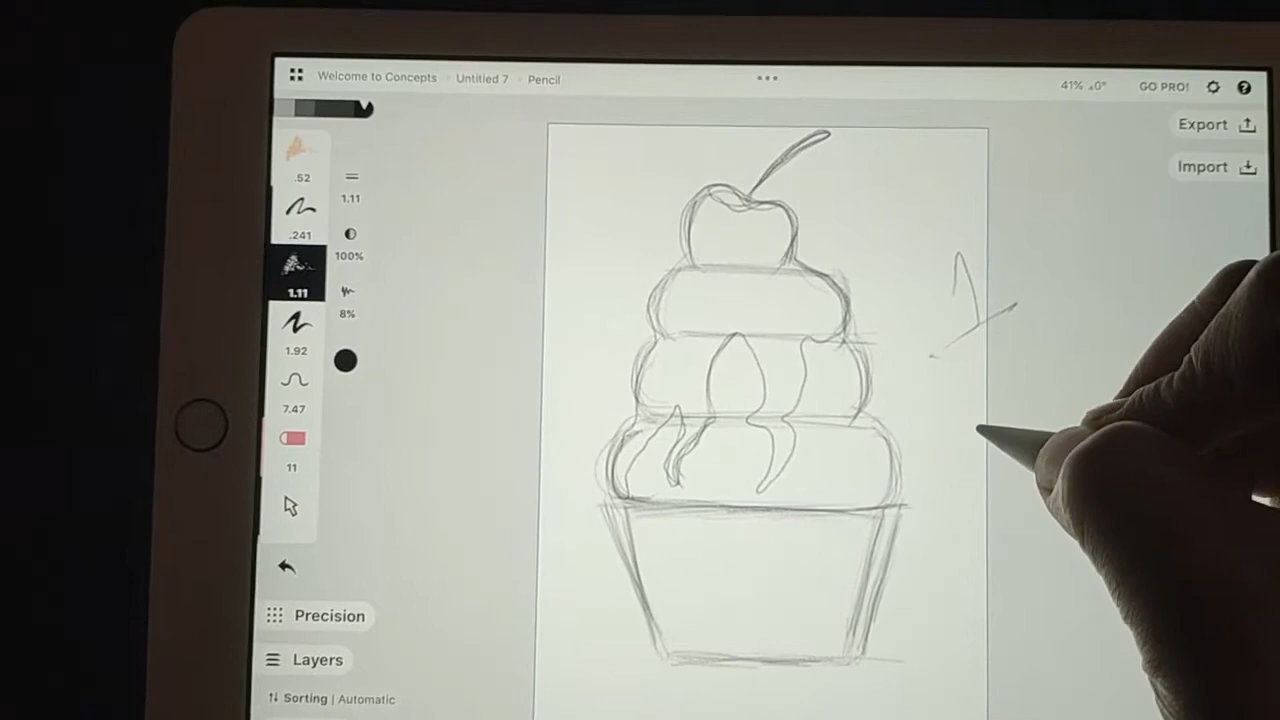 Welcome to Concepts Untitled 7 Pencil
41% 0° GO PRO! ?
Export
Import
.52
1.11
.241
100%
1.11
8%
1.92
7.47
11
Precision
Layers
Sorting | Automatic